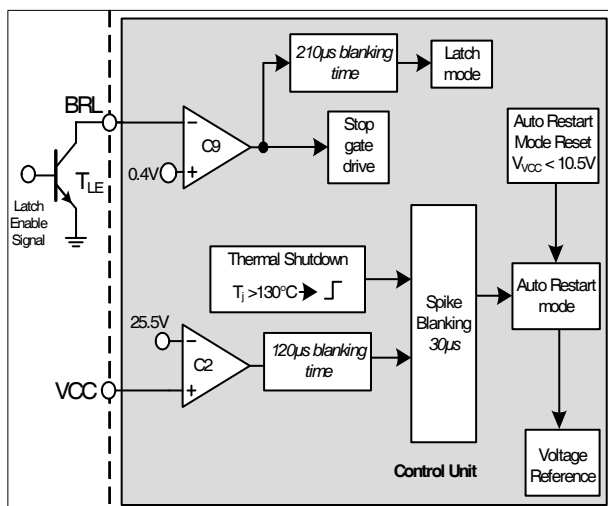 210µs blanking
time
Latch
mode
BRL
−
C9
+
0.4V
Stop
gate
drive
T_LE
Latch
Enable
Signal
Auto Restart
Mode Reset
V_VCC < 10.5V
Thermal Shutdown
T_j >130°C
Spike
Blanking
30µs
Auto Restart
mode
25.5V
−
C2
+
120µs blanking
time
VCC
Voltage
Reference
Control Unit